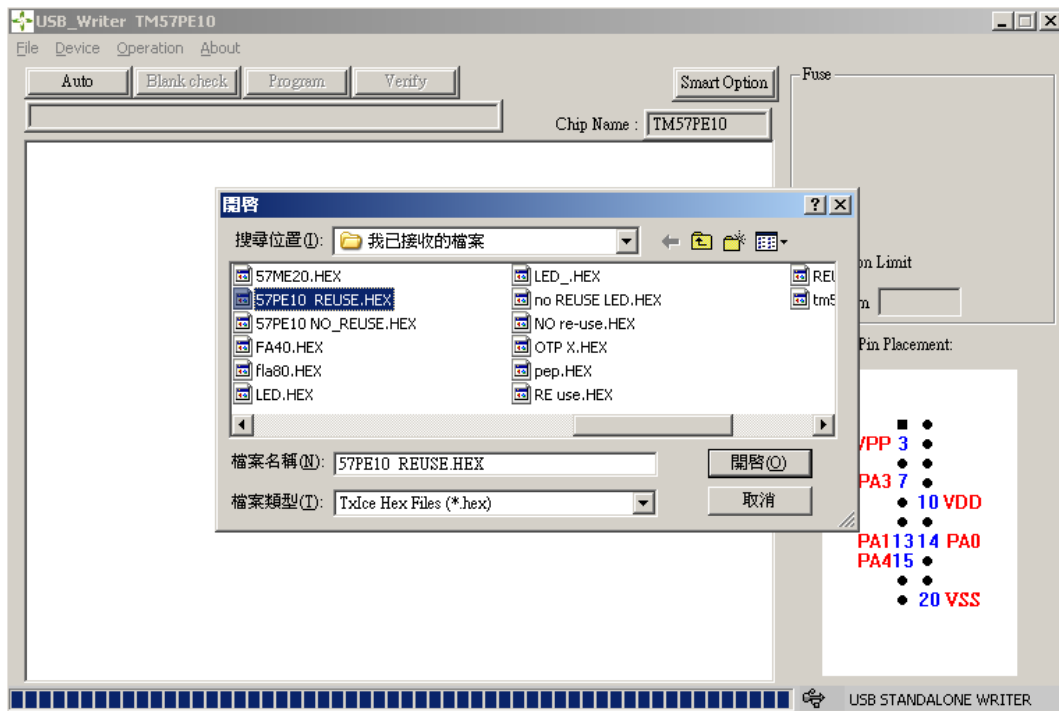 USB_Writer TM57PE10
File Device Operation About
Auto Blank check Program Verify Smart Option
Chip Name : TM57PE10
Fuse
開啓
搜尋位置(I): 我已接收的檔案
57ME20.HEX LED_.HEX REU
57PE10 REUSE.HEX no REUSE LED.HEX tm5
57PE10 NO_REUSE.HEX NO re-use.HEX
FA40.HEX OTP X.HEX
fla80.HEX pep.HEX
LED.HEX RE use.HEX
檔案名稱(N): 57PE10 REUSE.HEX 開啓(O)
檔案類型(T): TxIce Hex Files (*.hex) 取消
on Limit
m
Pin Placement:
VPP 3
PA3 7
10 VDD
PA1 13 14 PA0
PA4 15
20 VSS
USB STANDALONE WRITER